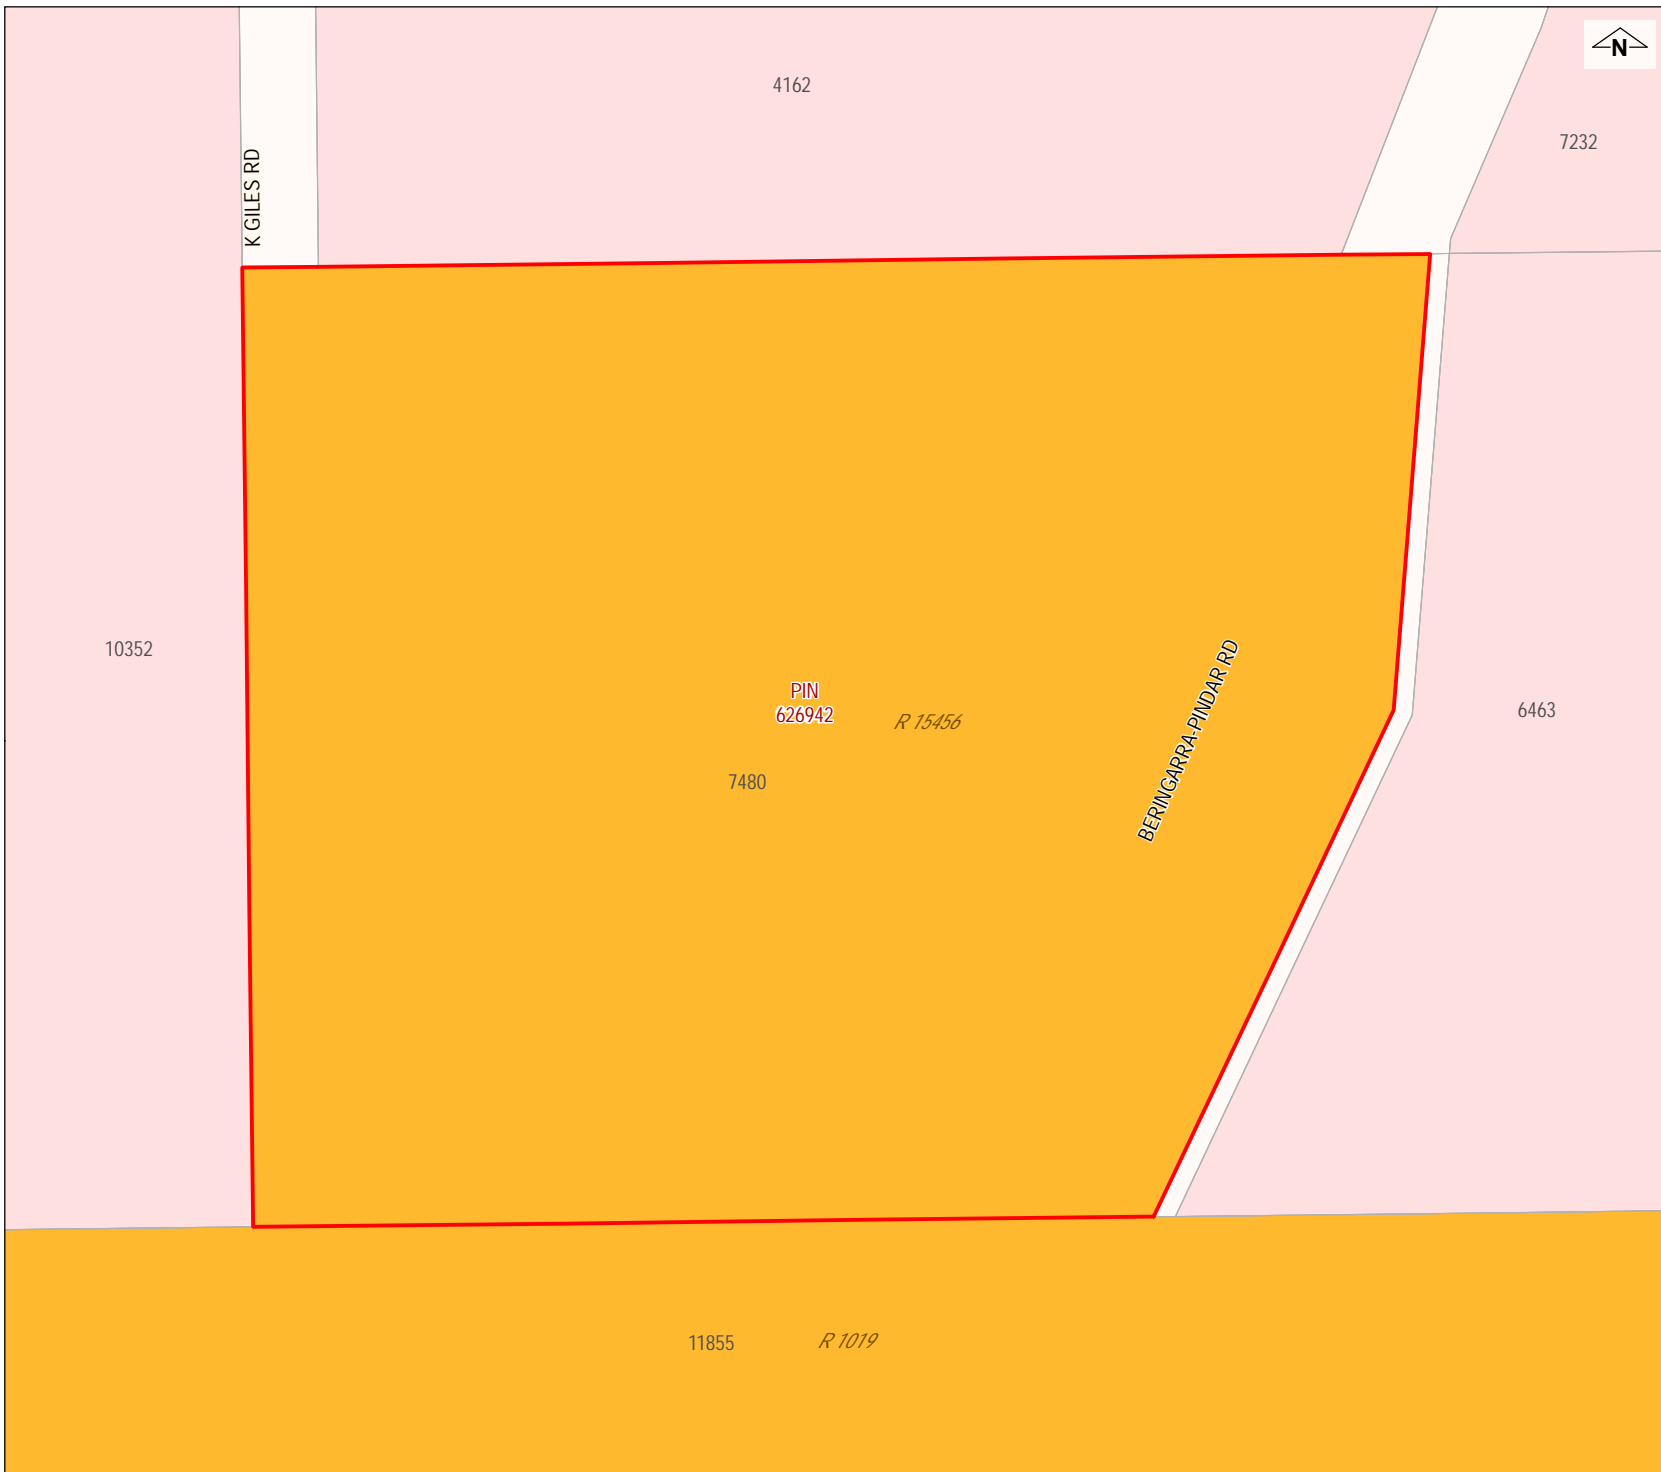 N
4162
7232
K GILES RD
10352
PIN
626942
R 15456
BERINGARRA-PINDAR RD
6463
7480
11855
R 1019